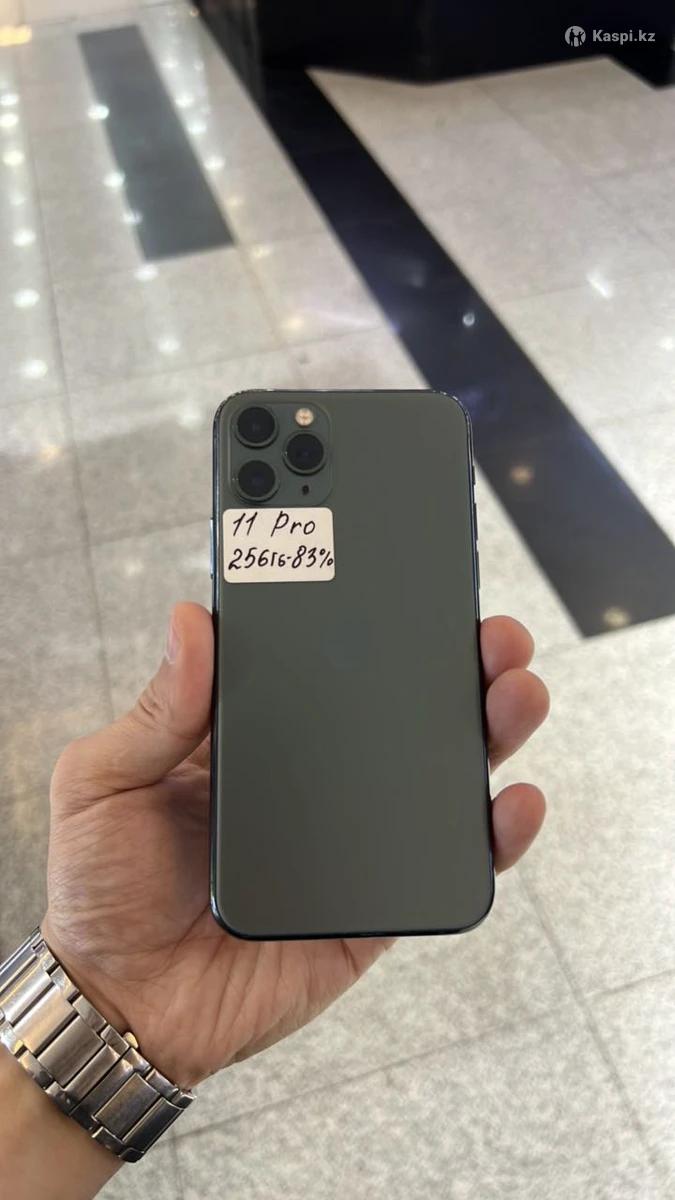 Kaspi.kz
11 Pro
256гб-83%